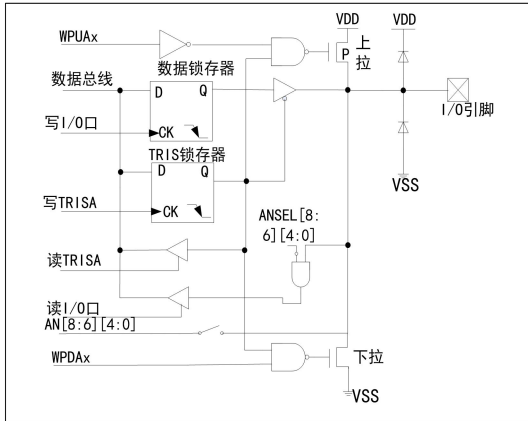 VDD
VDD
WPUAx
P
上
拉
数据锁存器
数据总线
D
Q
I/O引脚
写I/O口
CK
TRIS锁存器
D
Q
VSS
写TRISA
CK
ANSEL[8:
6][4:0]
读TRISA
读I/O口
AN[8:6][4:0]
WPDAx
下拉
VSS